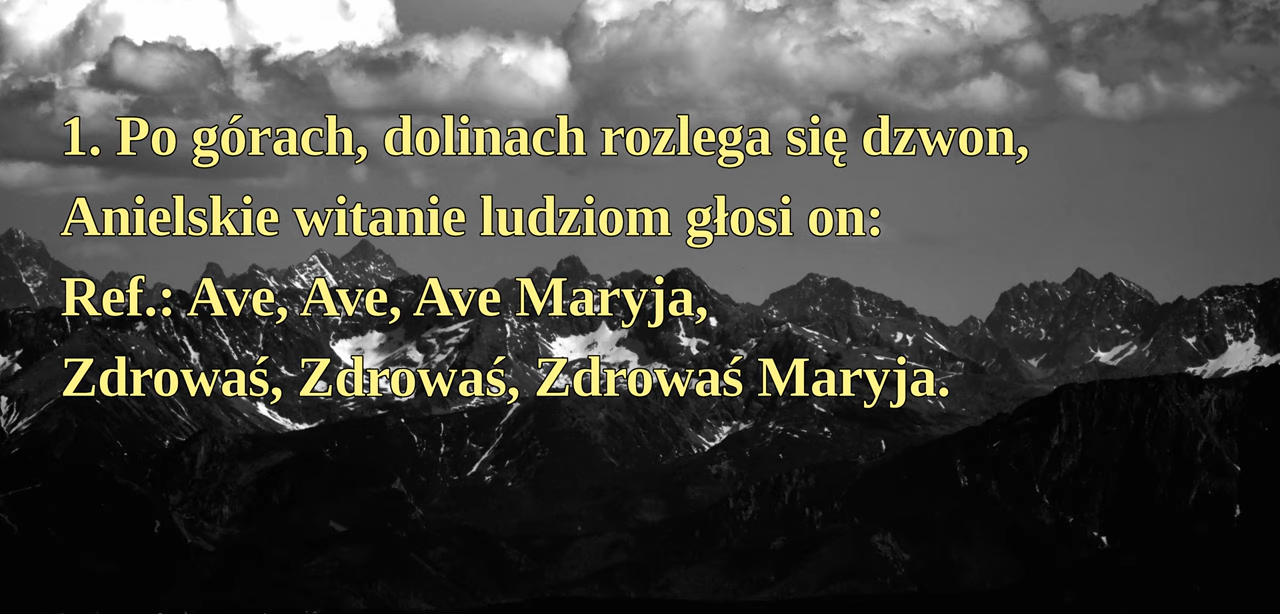 1. Po górach, dolinach rozlega się dzwon,
Anielskie witanie ludziom głosi on:
Ref.: Ave, Ave, Ave Maryja,
Zdrowaś, Zdrowaś, Zdrowaś Maryja.